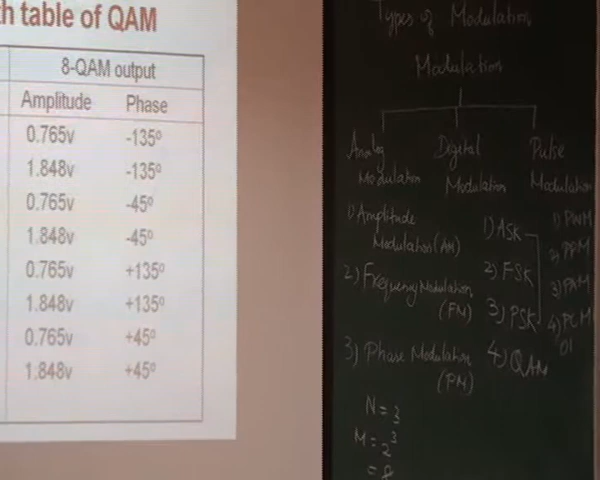 th table of QAM
8-QAM output
Amplitude Phase
0.765v -135°
1.848v -135°
0.765v -45°
1.848v -45°
0.765v +135°
1.848v +135°
0.765v +45°
1.848v +45°
Types of Modulation
Modulation
Analog Modulation
1) Amplitude Modulation (AM)
2) Frequency Modulation (FM)
3) Phase Modulation (PM)
Digital Modulation
1) ASK
2) FSK
3) PSK
4) QAM
Pulse Modulation
1) PWM
2) PPM
3) PAM
4) PCM
N = 3
M = 2^3
= 8